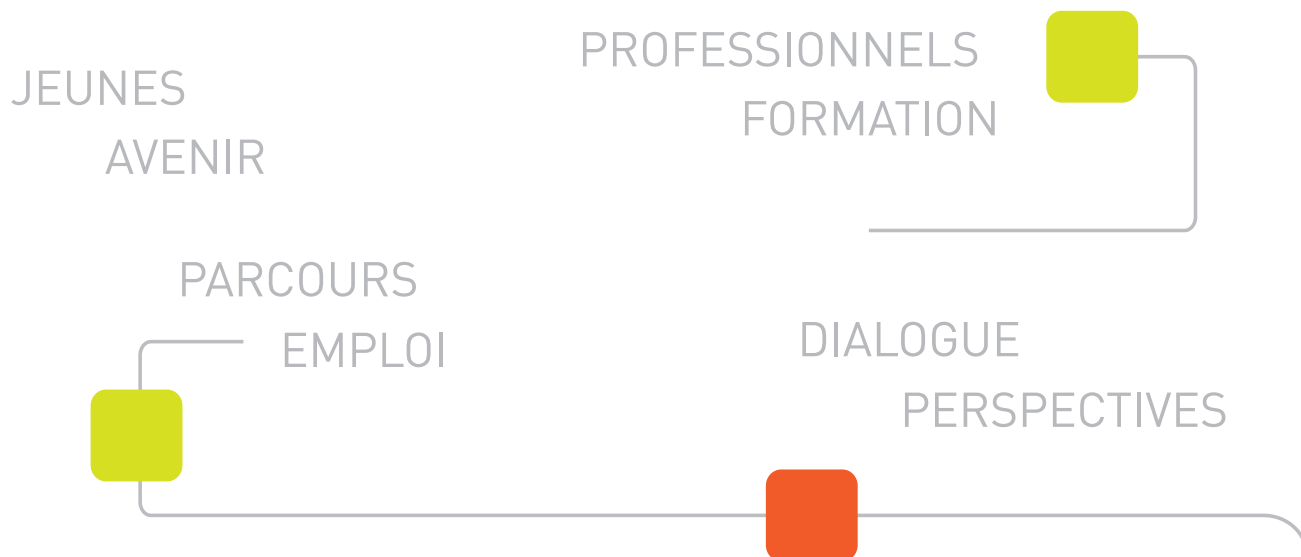 JEUNES
AVENIR
PROFESSIONNELS
FORMATION
PARCOURS
EMPLOI
DIALOGUE
PERSPECTIVES